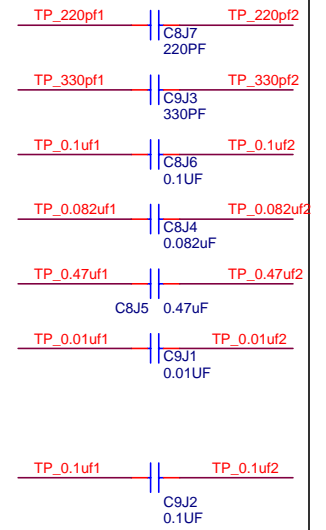 TP_220pf1 TP_220pf2
C8J7
220PF
TP_330pf1 TP_330pf2
C9J3
330PF
TP_0.1uf1 TP_0.1uf2
C8J6
0.1UF
TP_0.082uf1 TP_0.082uf2
C8J4
0.082uF
TP_0.47uf1 TP_0.47uf2
C8J5 0.47uF
TP_0.01uf1 TP_0.01uf2
C9J1
0.01UF
TP_0.1uf1 TP_0.1uf2
C9J2
0.1UF